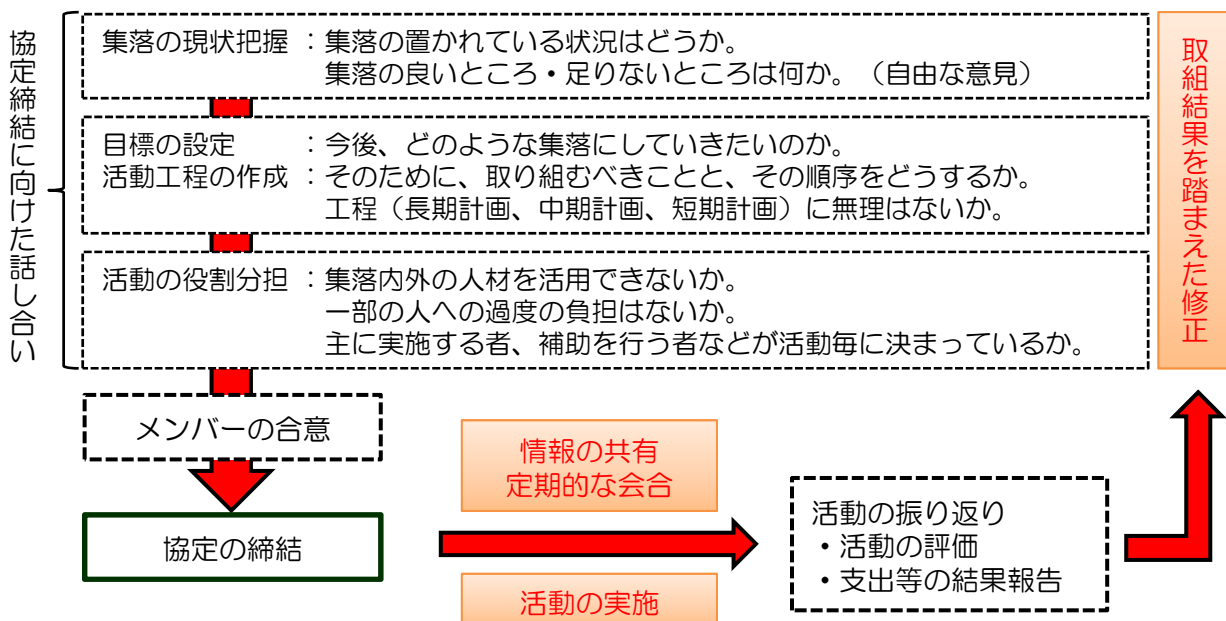 協定締結に向けた話し合い
集落の現状把握 ：集落の置かれている状況はどうか。
集落の良いところ・足りないところは何か。（自由な意見）
目標の設定 ：今後、どのような集落にしていきたいのか。
活動工程の作成 ：そのために、取り組むべきことと、その順序をどうするか。
工程（長期計画、中期計画、短期計画）に無理はないか。
活動の役割分担 ：集落内外の人材を活用できないか。
一部の人への過度の負担はないか。
主に実施する者、補助を行う者などが活動毎に決まっているか。
取組結果を踏まえた修正
メンバーの合意
協定の締結
情報の共有
定期的な会合
活動の実施
活動の振り返り
・活動の評価
・支出等の結果報告